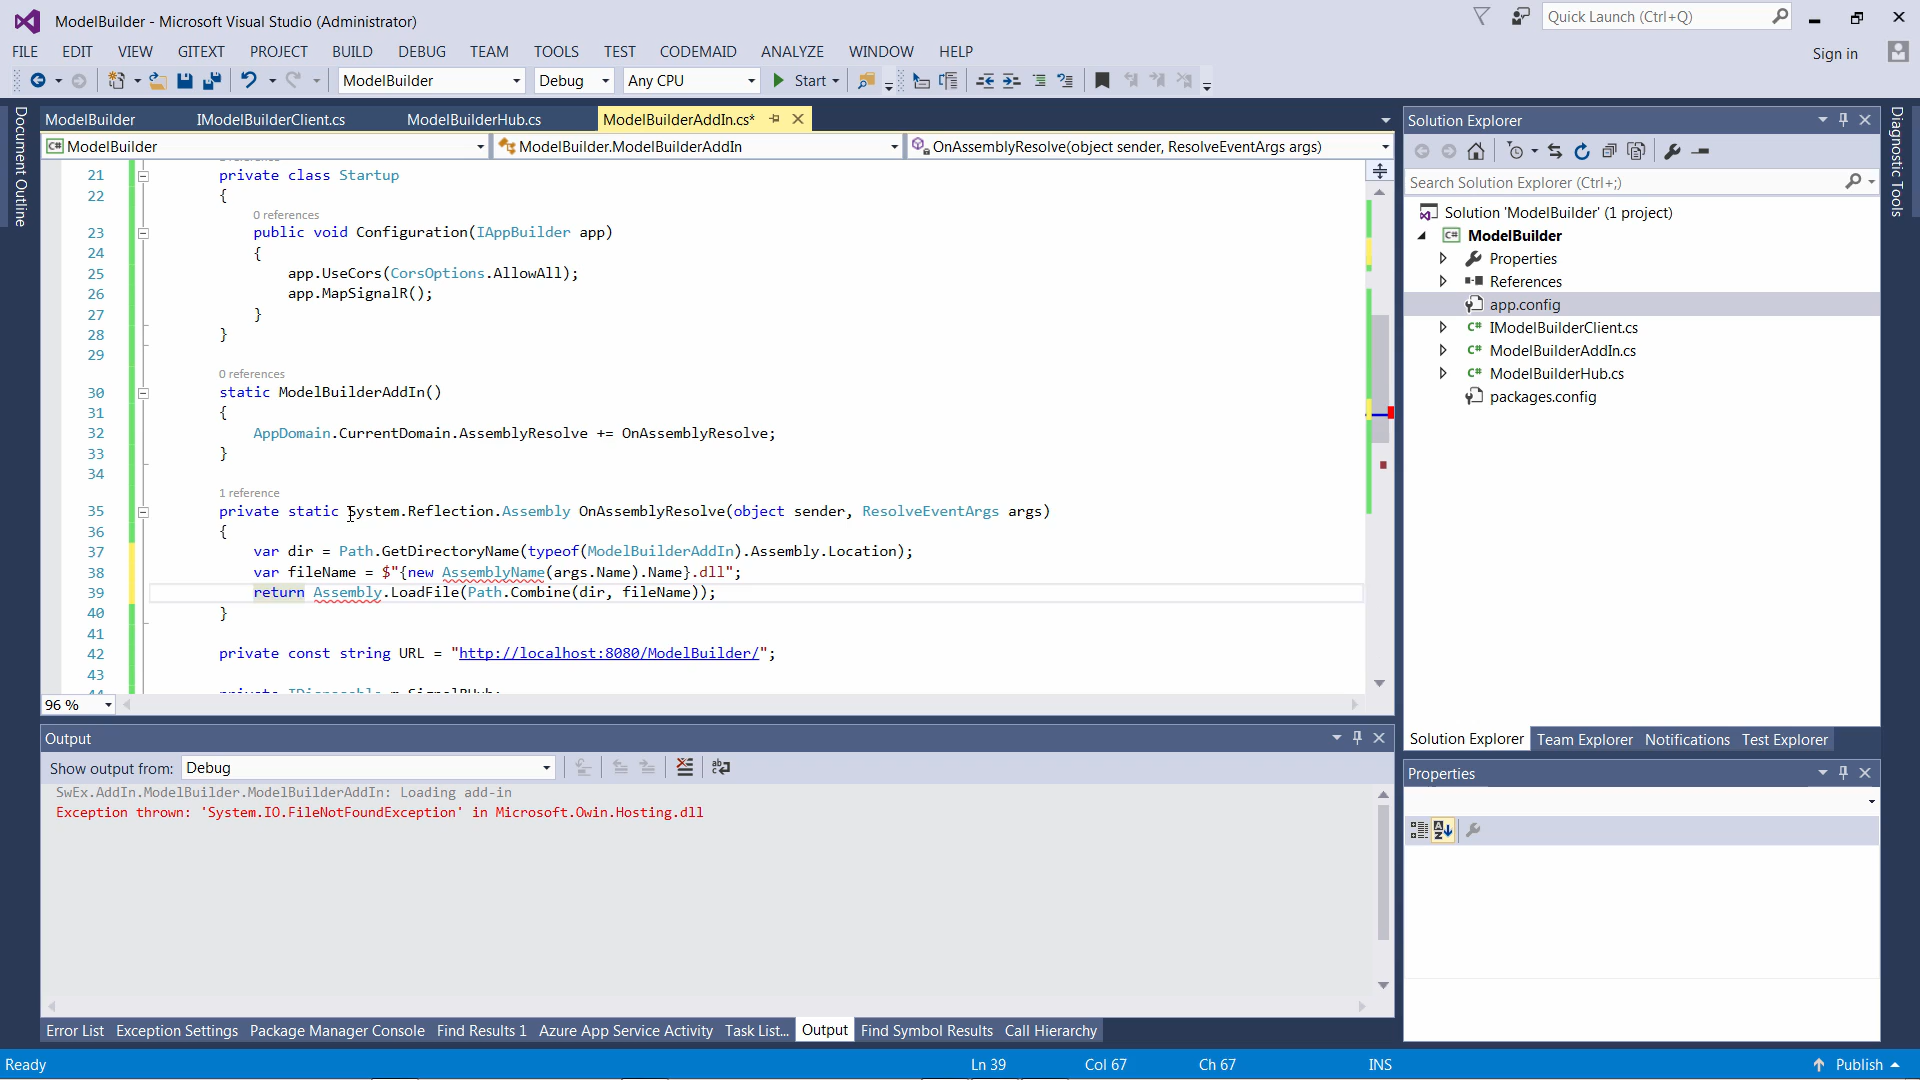 ModelBuilder - Microsoft Visual Studio (Administrator)
Quick Launch (Ctrl+Q)
FILE EDIT VIEW GITEXT PROJECT BUILD DEBUG TEAM TOOLS TEST CODEMAID ANALYZE WINDOW HELP
Sign in
ModelBuilder Debug Any CPU Start
Document Outline
ModelBuilder IModelBuilderClient.cs ModelBuilderHub.cs ModelBuilderAddIn.cs*
C# ModelBuilder ModelBuilder.ModelBuilderAddIn OnAssemblyResolve(object sender, ResolveEventArgs args)
21 private class Startup
22 {
0 references
23 public void Configuration(IAppBuilder app)
24 {
25 app.UseCors(CorsOptions.AllowAll);
26 app.MapSignalR();
27 }
28 }
29
0 references
30 static ModelBuilderAddIn()
31 {
32 AppDomain.CurrentDomain.AssemblyResolve += OnAssemblyResolve;
33 }
34
1 reference
35 private static System.Reflection.Assembly OnAssemblyResolve(object sender, ResolveEventArgs args)
36 {
37 var dir = Path.GetDirectoryName(typeof(ModelBuilderAddIn).Assembly.Location);
38 var fileName = $"{new AssemblyName(args.Name).Name}.dll";
39 return Assembly.LoadFile(Path.Combine(dir, fileName));
40 }
41
42 private const string URL = "http://localhost:8080/ModelBuilder/";
43
96 %
Output
Show output from: Debug
SwEx.AddIn.ModelBuilder.ModelBuilderAddIn: Loading add-in
Exception thrown: 'System.IO.FileNotFoundException' in Microsoft.Owin.Hosting.dll
Error List Exception Settings Package Manager Console Find Results 1 Azure App Service Activity Task List... Output Find Symbol Results Call Hierarchy
Solution Explorer
Search Solution Explorer (Ctrl+;)
Solution 'ModelBuilder' (1 project)
C# ModelBuilder
Properties
References
app.config
C# IModelBuilderClient.cs
C# ModelBuilderAddIn.cs
C# ModelBuilderHub.cs
packages.config
Solution Explorer Team Explorer Notifications Test Explorer
Properties
Diagnostic Tools
Ready Ln 39 Col 67 Ch 67 INS Publish